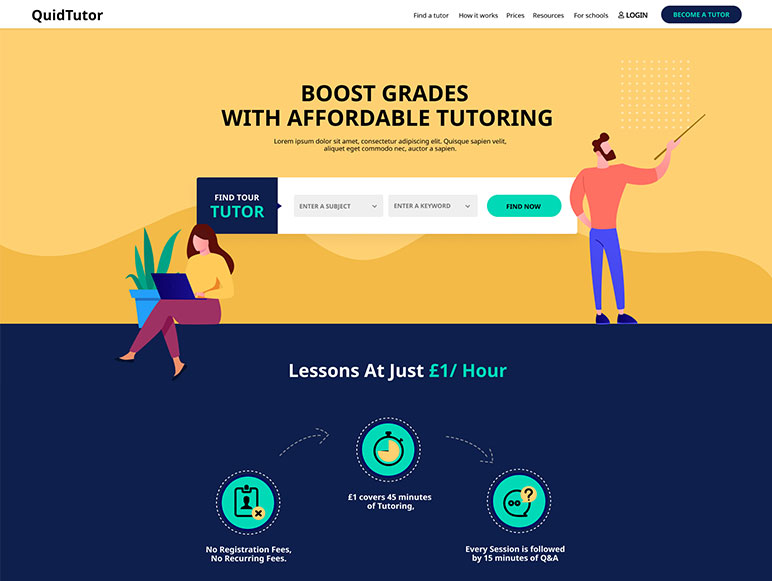 QuidTutor
Find a tutor How it works Prices Resources For schools LOGIN BECOME A TUTOR
BOOST GRADES
WITH AFFORDABLE TUTORING
Lorem ipsum dolor sit amet, consectetur adipiscing elit. Quisque sapien velit,
aliquet eget commodo nec, auctor a sapien.
FIND TOUR
TUTOR
ENTER A SUBJECT
ENTER A KEYWORD
FIND NOW
Lessons At Just £1/ Hour
£1 covers 45 minutes
of Tutoring,
No Registration Fees,
No Recurring Fees.
Every Session is followed
by 15 minutes of Q&A